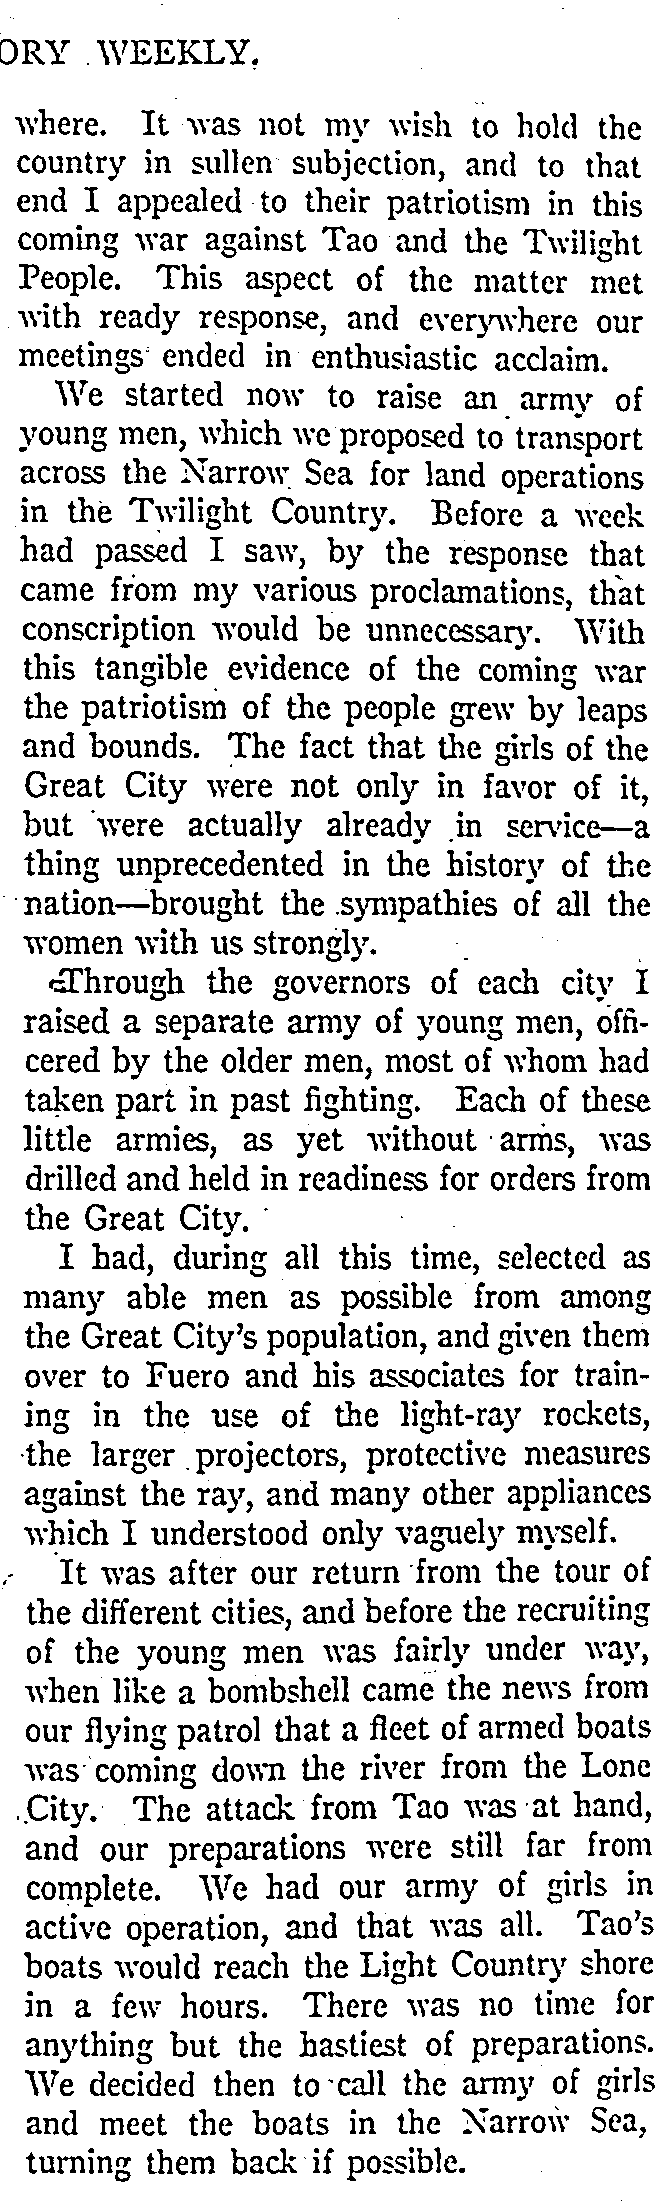 ORY WEEKLY.
where. It was not my wish to hold the
country in sullen subjection, and to that
end I appealed to their patriotism in this
coming war against Tao and the Twilight
People. This aspect of the matter met
with ready response, and everywhere our
meetings ended in enthusiastic acclaim.
We started now to raise an army of
young men, which we proposed to transport
across the Narrow Sea for land operations
in the Twilight Country. Before a week
had passed I saw, by the response that
came from my various proclamations, that
conscription would be unnecessary. With
this tangible evidence of the coming war
the patriotism of the people grew by leaps
and bounds. The fact that the girls of the
Great City were not only in favor of it,
but were actually already in service—a
thing unprecedented in the history of the
nation—brought the sympathies of all the
women with us strongly.
Through the governors of each city I
raised a separate army of young men, offi-
cered by the older men, most of whom had
taken part in past fighting. Each of these
little armies, as yet without arms, was
drilled and held in readiness for orders from
the Great City.
I had, during all this time, selected as
many able men as possible from among
the Great City's population, and given them
over to Fuero and his associates for train-
ing in the use of the light-ray rockets,
the larger projectors, protective measures
against the ray, and many other appliances
which I understood only vaguely myself.
It was after our return from the tour of
the different cities, and before the recruiting
of the young men was fairly under way,
when like a bombshell came the news from
our flying patrol that a fleet of armed boats
was coming down the river from the Lone
City. The attack from Tao was at hand,
and our preparations were still far from
complete. We had our army of girls in
active operation, and that was all. Tao's
boats would reach the Light Country shore
in a few hours. There was no time for
anything but the hastiest of preparations.
We decided then to call the army of girls
and meet the boats in the Narrow Sea,
turning them back if possible.